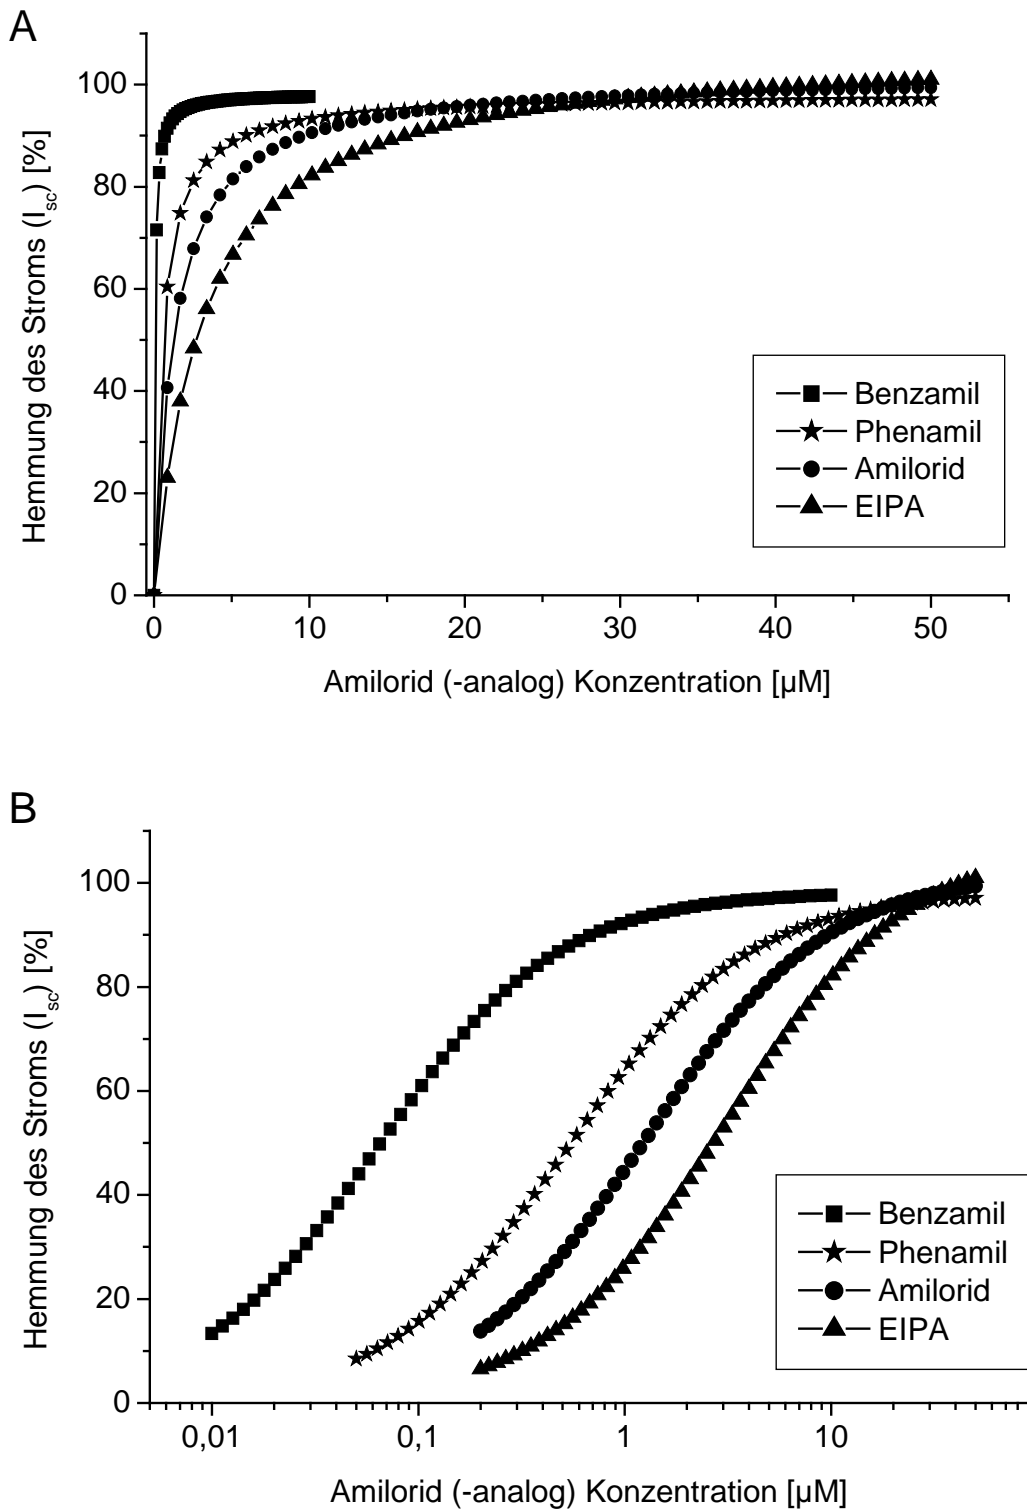 A
Hemmung des Stroms (I_sc) [%]
100
80
60
40
20
0
0 10 20 30 40 50
Amilorid (-analog) Konzentration [µM]
Benzamil
Phenamil
Amilorid
EIPA
B
Hemmung des Stroms (I_sc) [%]
100
80
60
40
20
0
0,01 0,1 1 10
Amilorid (-analog) Konzentration [µM]
Benzamil
Phenamil
Amilorid
EIPA